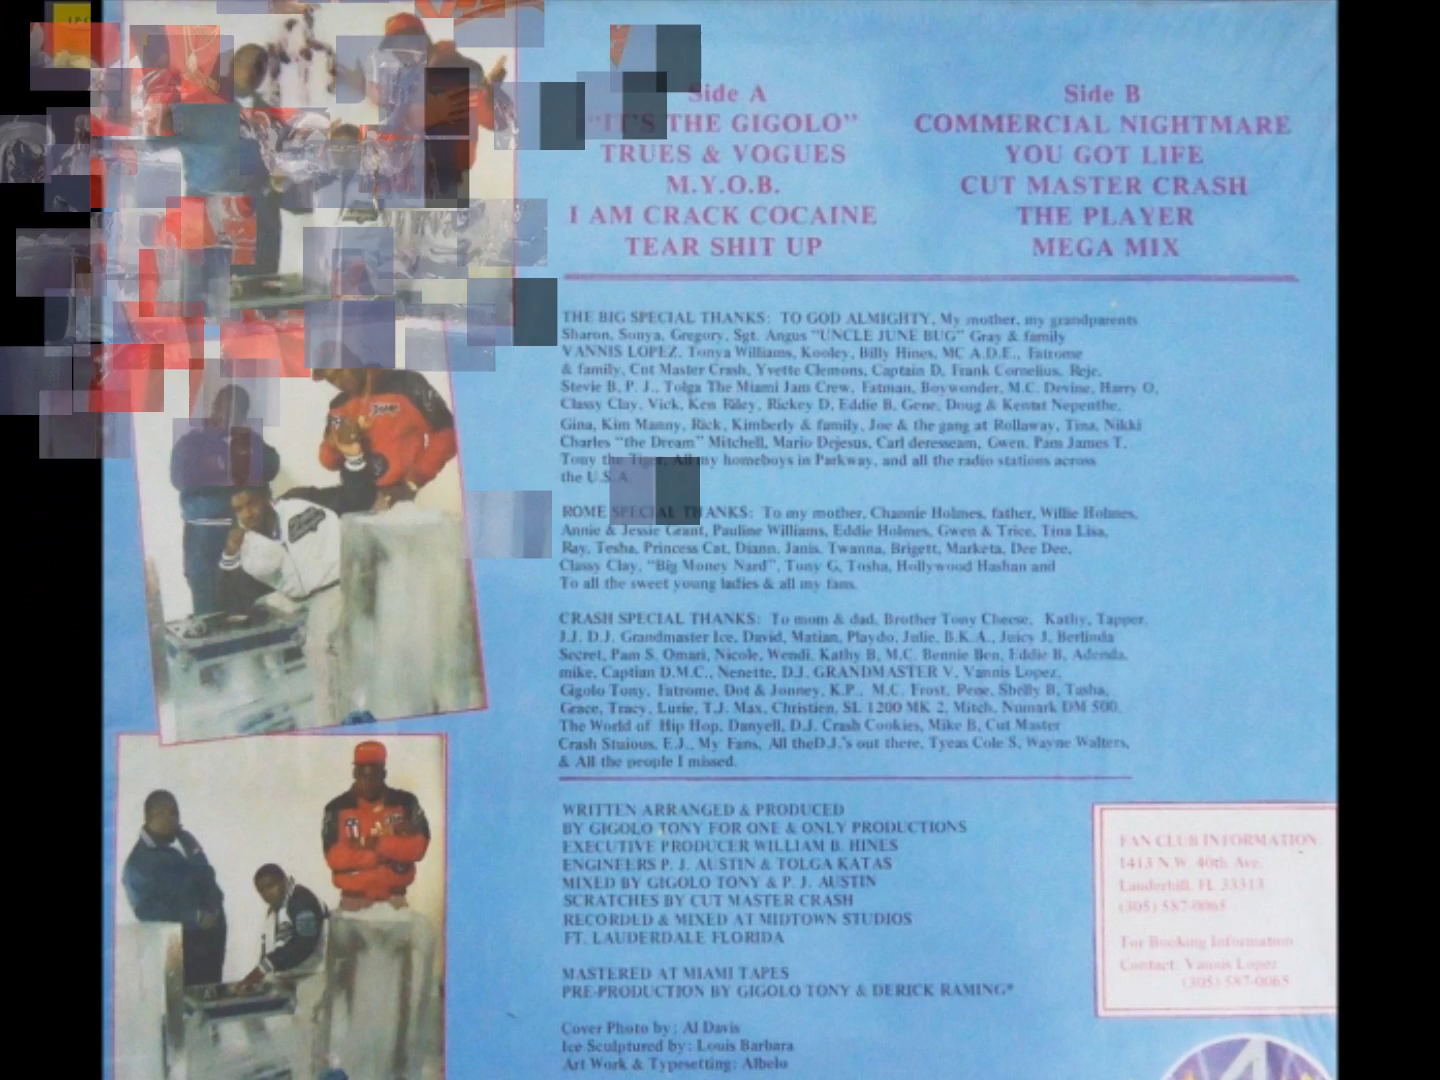 Side A
"IT'S THE GIGOLO"
TRUES & VOGUES
M.Y.O.B.
I AM CRACK COCAINE
TEAR SHIT UP
Side B
COMMERCIAL NIGHTMARE
YOU GOT LIFE
CUT MASTER CRASH
THE PLAYER
MEGA MIX
THE BIG SPECIAL THANKS: TO GOD ALMIGHTY, My mother, my grandparents
Sharon, Sonya, Gregory, Sgt. Angus "UNCLE JUNE BUG" Gray & family
VANNIS LOPEZ, Tonya Williams, Kooley, Billy Hines, MC A.D.E., Fatrome
& family, Cut Master Crash, Yvette Clemons, Captain D, Frank Cornelius, Reje,
Stevie B, P. J., Tolga The Miami Jam Crew, Fatman, Boywonder, M.C. Devine, Harry O,
Classy Clay, Vick, Ken Riley, Rickey D, Eddie B, Gene, Doug & Kentat Nepenthe,
Gina, Kim Manny, Rick, Kimberly & family, Joe & the gang at Rollaway, Tina, Nikki
Charles "the Dream" Mitchell, Mario Dejesus, Carl deresseam, Gwen, Pam James T.
Tony the Tiger, All my homeboys in Parkway, and all the radio stations across
the U.S.A.
ROME SPECIAL THANKS: To my mother, Channie Holmes, father, Willie Holmes,
Annie & Jessie Grant, Pauline Williams, Eddie Holmes, Gwen & Trice, Tina Lisa,
Ray, Tesha, Princess Cat, Diann, Janis, Twanna, Brigett, Marketa, Dee Dee,
Classy Clay, "Big Money Nard", Tony G, Tosha, Hollywood Hashan and
To all the sweet young ladies & all my fans.
CRASH SPECIAL THANKS: To mom & dad, Brother Tony Cheese, Kathy, Tapper,
J.J. D.J. Grandmaster Ice, David, Matian, Playdo, Julie, B.K.A., Juicy J, Berlinda
Secret, Pam S. Omari, Nicole, Wendi, Kathy B, M.C. Bennie Ben, Eddie B, Adenda,
mike, Captian D.M.C., Nenette, D.J. GRANDMASTER V, Vannis Lopez,
Gigolo Tony, Fatrome, Dot & Jonney, K.P., M.C. Frost, Pene, Shelly B, Tasha,
Grace, Tracy, Lurie, T.J. Max, Christien, SL 1200 MK 2, Mitch, Numark DM 500,
The World of Hip Hop, Danyell, D.J. Crash Cookies, Mike B, Cut Master
Crash Stuious, E.J., My Fans, All theD.J.'s out there, Tyeas Cole S, Wayne Walters,
& All the people I missed.
WRITTEN ARRANGED & PRODUCED
BY GIGOLO TONY FOR ONE & ONLY PRODUCTIONS
EXECUTIVE PRODUCER WILLIAM B. HINES
ENGINEERS P. J. AUSTIN & TOLGA KATAS
MIXED BY GIGOLO TONY & P. J. AUSTIN
SCRATCHES BY CUT MASTER CRASH
RECORDED & MIXED AT MIDTOWN STUDIOS
FT. LAUDERDALE FLORIDA
MASTERED AT MIAMI TAPES
PRE-PRODUCTION BY GIGOLO TONY & DERICK RAMING*
Cover Photo by: Al Davis
Ice Sculptured by: Louis Barbara
Art Work & Typesetting: Albelo
FAN CLUB INFORMATION
1413 N.W. 40th Ave.
Lauderhill, FL 33313
(305) 587-0065
For Booking Information
Contact: Vannis Lopez
(305) 587-0065